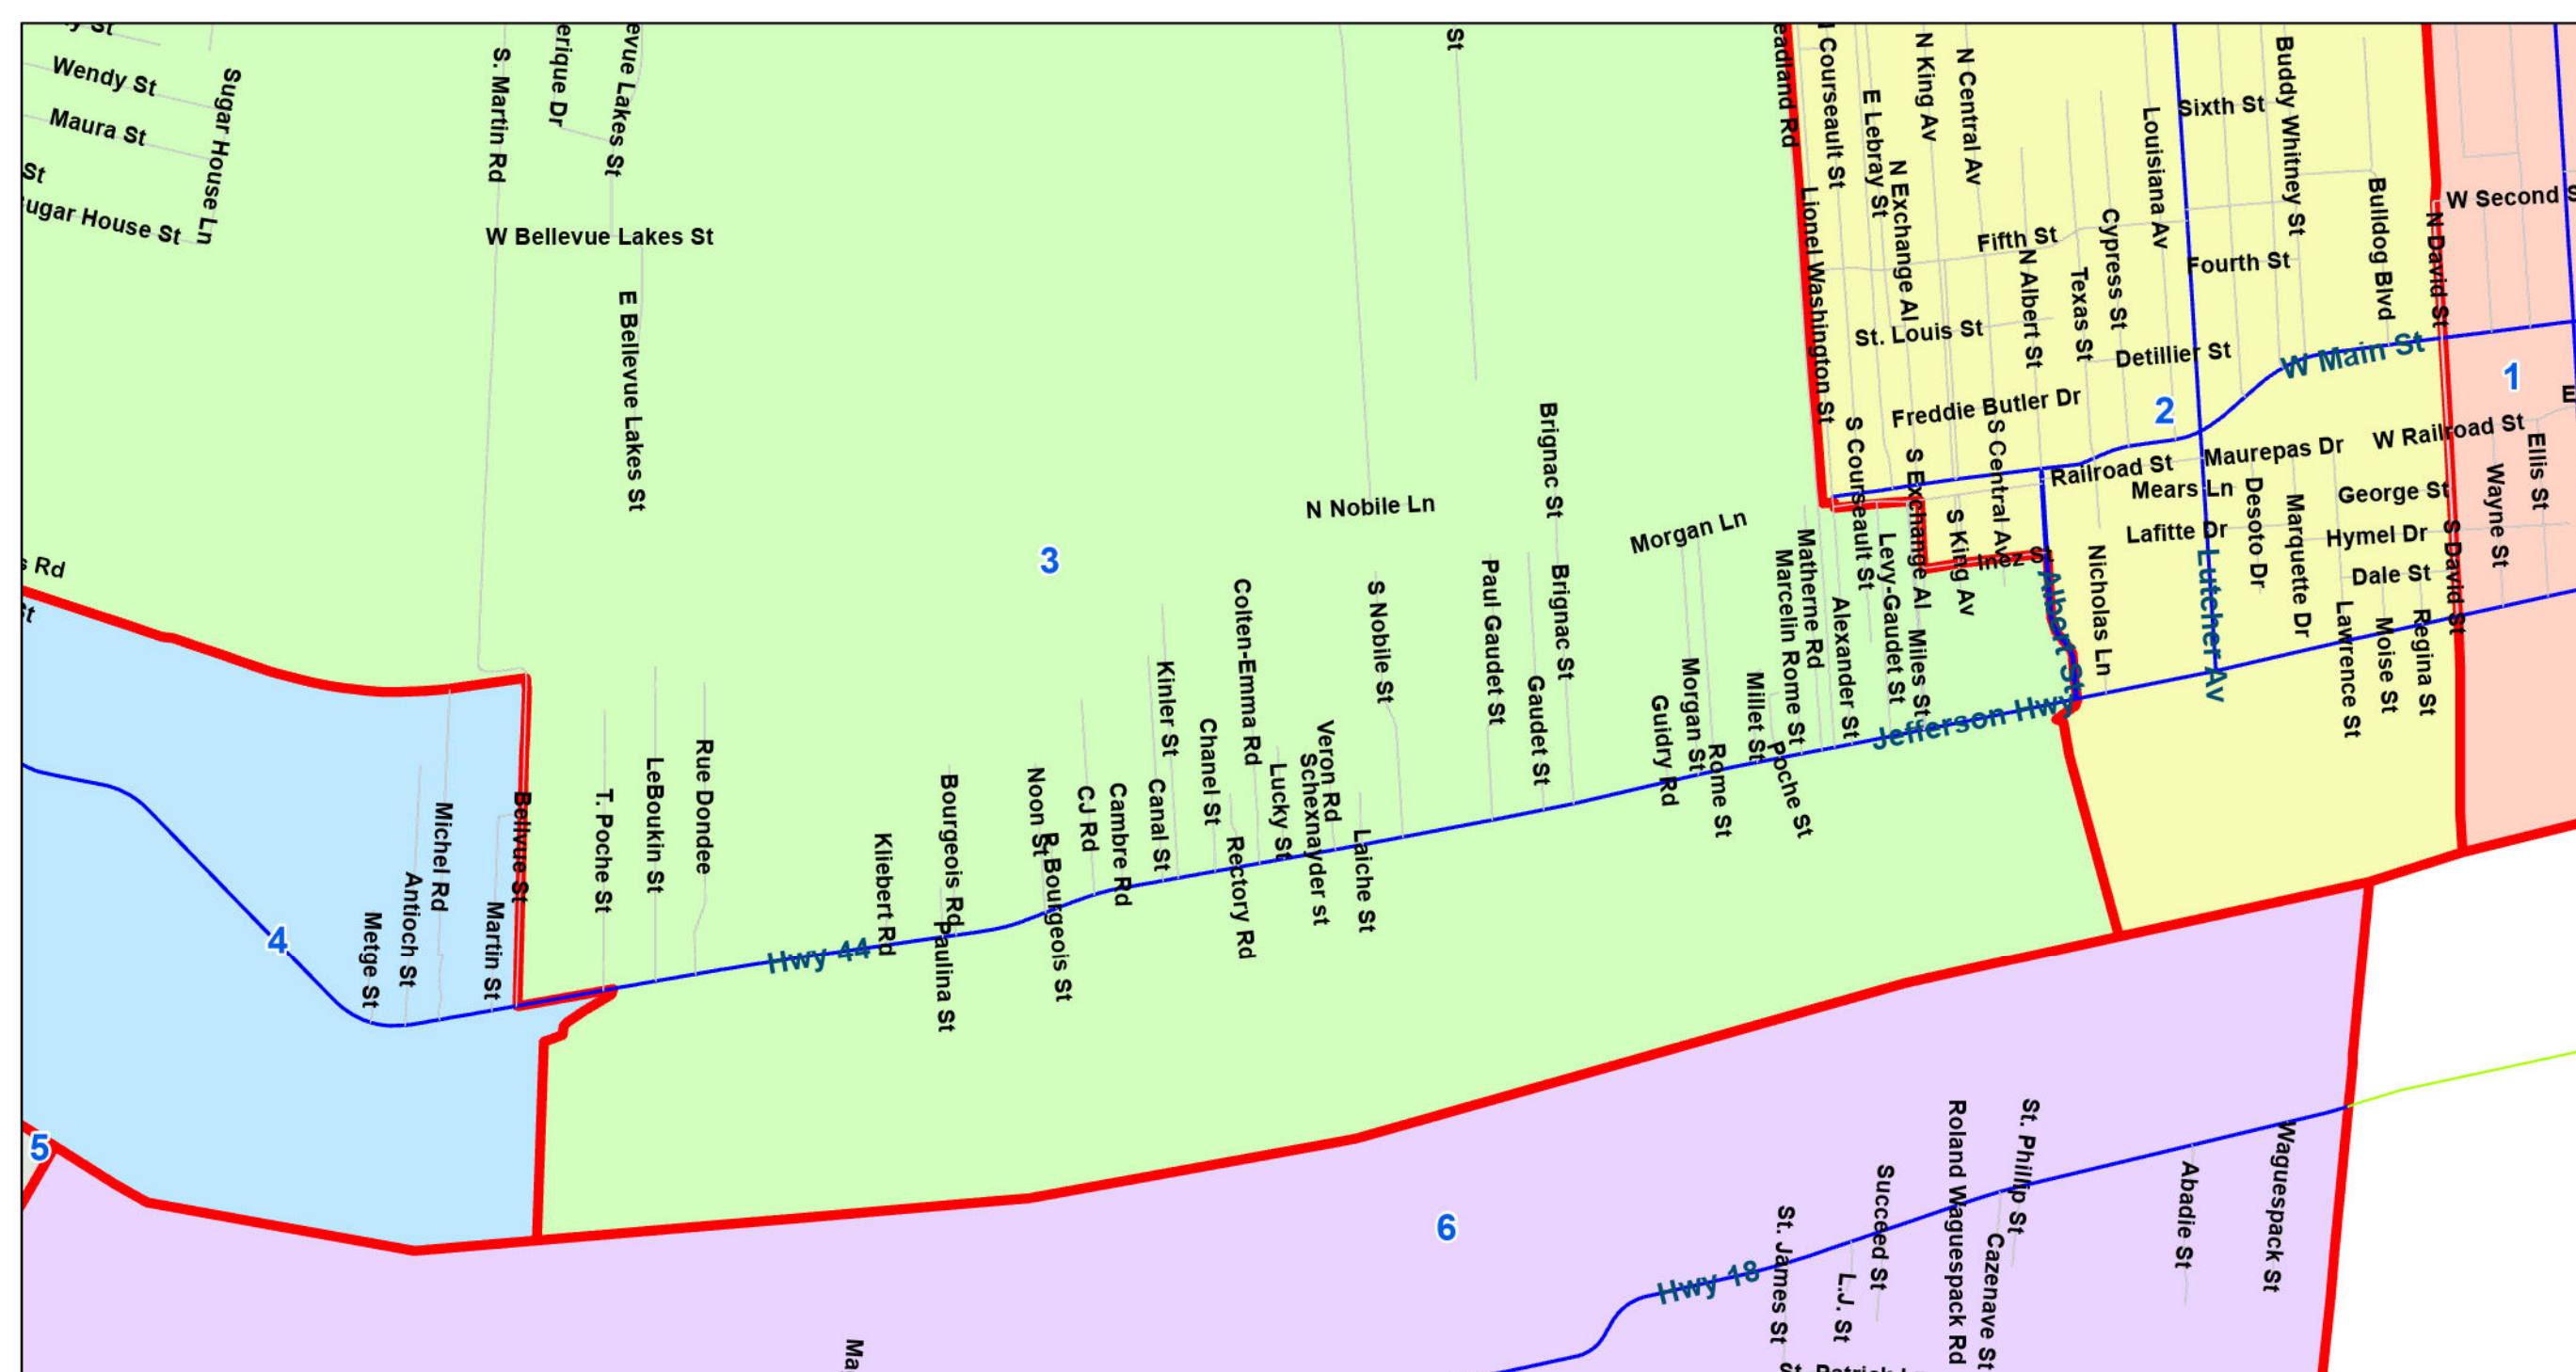 Wendy St
Maura St
St
Sugar House Ln
S. Martin Rd
W Bellevue Lakes St
E Bellevue Lakes St
St
3
N Nobile Ln
Brignac St
Morgan Ln
Lionel Washington St
N Courseault St
E Lebray St
N King Av
N Exchange Al
N Central Av
Fifth St
St. Louis St
N Albert St
Texas St
Cypress St
Louisiana Av
Sixth St
Buddy Whitney St
Fourth St
Detillier St
Bulldog Blvd
N David St
W Second
W Main St
1
2
Freddie Butler Dr
S Courseault St
S Exchange Al
S Central Av
S King Av
Inez St
Railroad St
Maurepas Dr
W Railroad St
Mears Ln
George St
Lafitte Dr
Desoto Dr
Marquette Dr
Hymel Dr
Dale St
S David St
Wayne St
Ellis St
Albert St
Nicholas Ln
Lutcher Av
Lawrence St
Moise St
Regina St
Levy-Gaudet St
Miles St
Alexander St
Matherne Rd
Marcelin Rome St
Millet St
Poche St
Jefferson Hwy
Morgan St
Rome St
Guidry Rd
Brignac St
Gaudet St
Paul Gaudet St
S Nobile St
Colten-Emma Rd
Kinler St
Chanel St
Lucky St
Veron Rd
Schexnayder st
Laiche St
Rectory Rd
Canal St
Cambre Rd
CJ Rd
Noon St
R Bourgeois St
Bourgeois Rd
Paulina St
Kliebert Rd
Hwy 44
Rue Dondee
LeBoukin St
T. Poche St
Bellvue St
Martin St
Michel Rd
Antioch St
Metge St
4
5
6
Hwy 18
St. James St
L.J. St
Succeed St
Roland Waguespack Rd
St. Phillip St
Cazenave St
Abadie St
Waguespack St
Ma